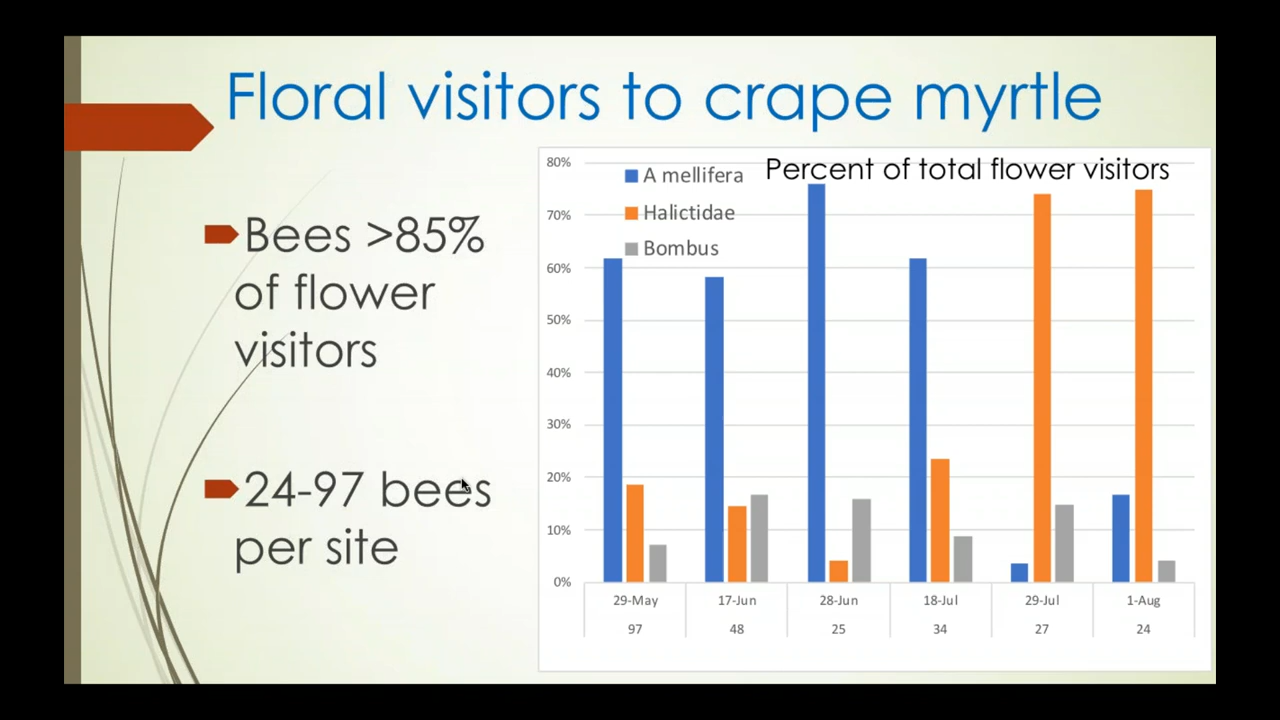 Floral visitors to crape myrtle
Bees >85%
of flower
visitors
24-97 bees
per site
Percent of total flower visitors
A mellifera
Halictidae
Bombus
80%
70%
60%
50%
40%
30%
20%
10%
0%
29-May 17-Jun 28-Jun 18-Jul 29-Jul 1-Aug
97 48 25 34 27 24